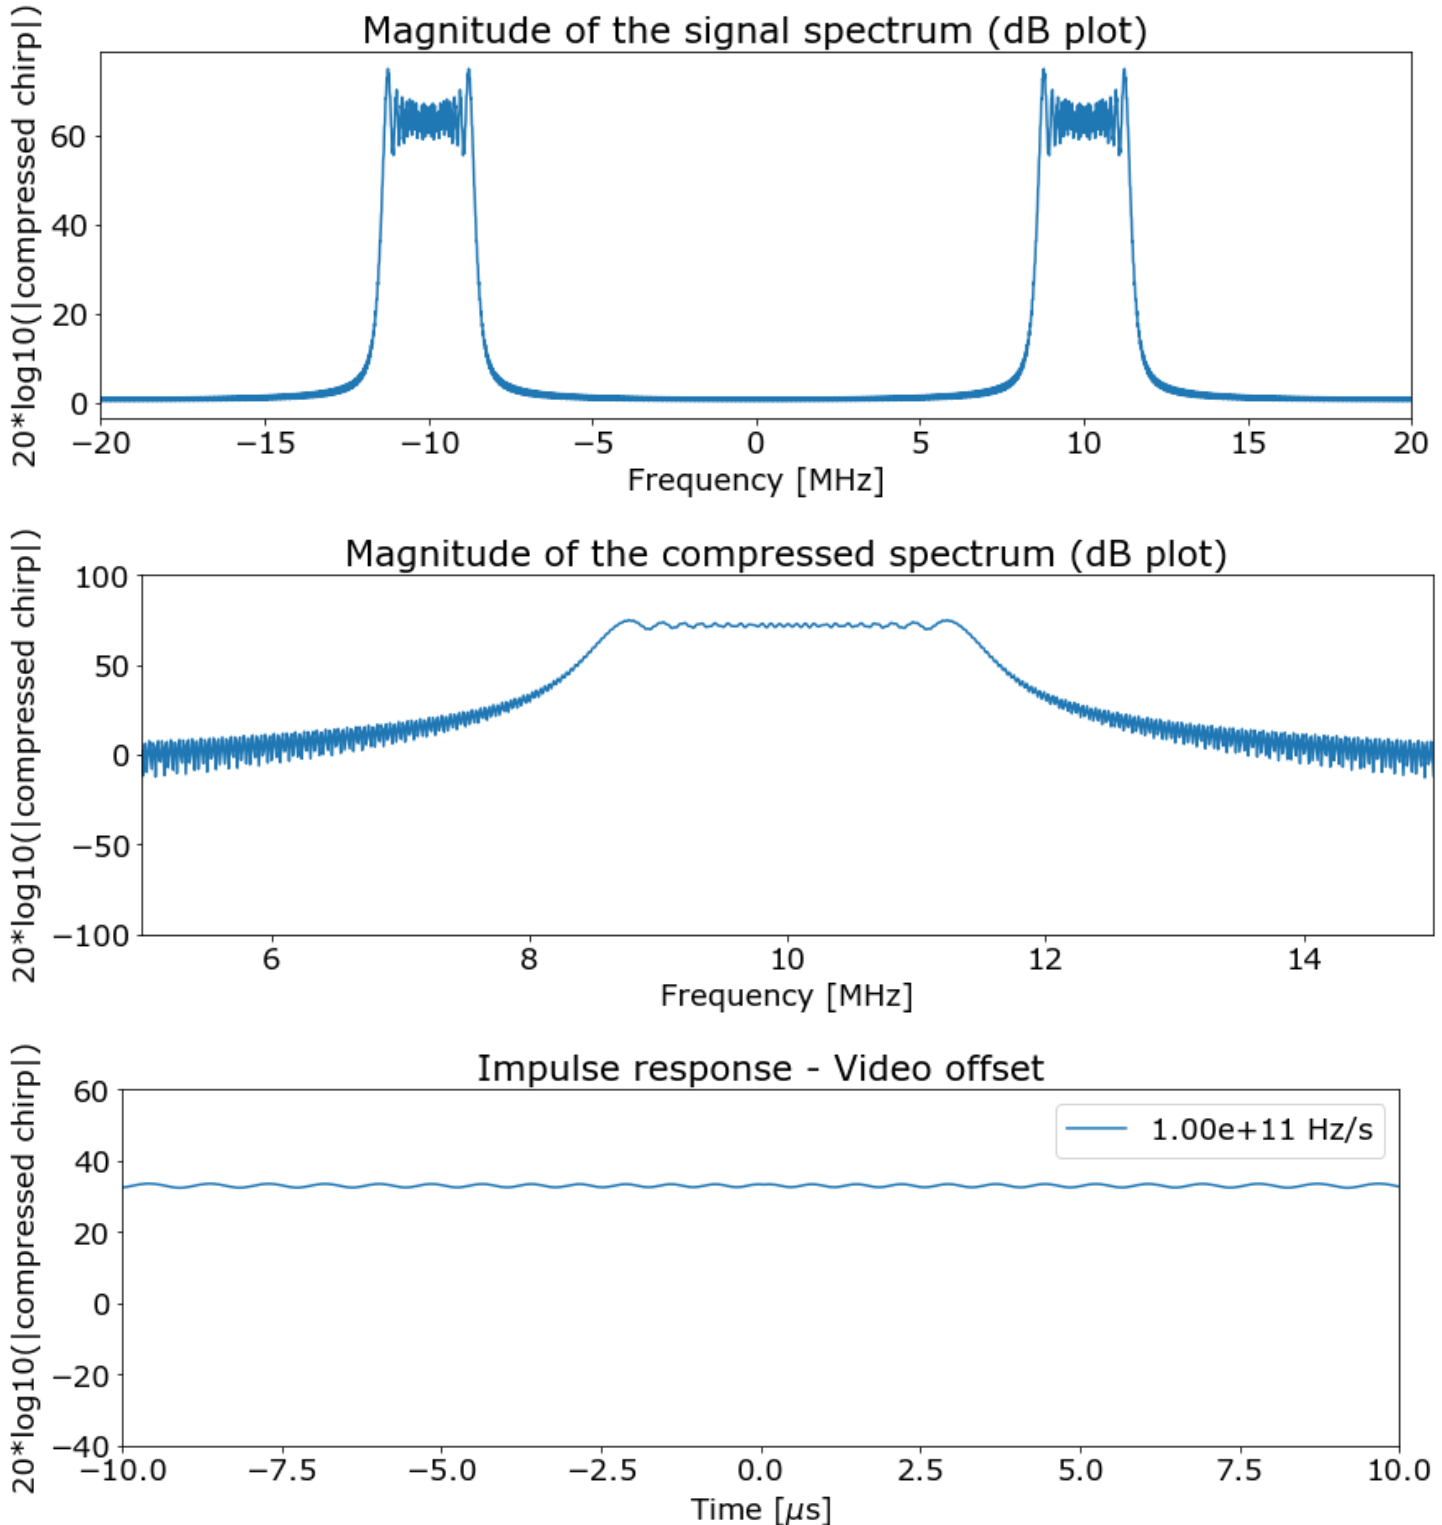 Magnitude of the signal spectrum (dB plot)
20*log10(|compressed chirp|)
60
40
20
0
−20 −15 −10 −5 0 5 10 15 20
Frequency [MHz]
Magnitude of the compressed spectrum (dB plot)
20*log10(|compressed chirp|)
100
50
0
−50
−100
6 8 10 12 14
Frequency [MHz]
Impulse response - Video offset
20*log10(|compressed chirp|)
60
40
20
0
−20
−40
1.00e+11 Hz/s
−10.0 −7.5 −5.0 −2.5 0.0 2.5 5.0 7.5 10.0
Time [μs]